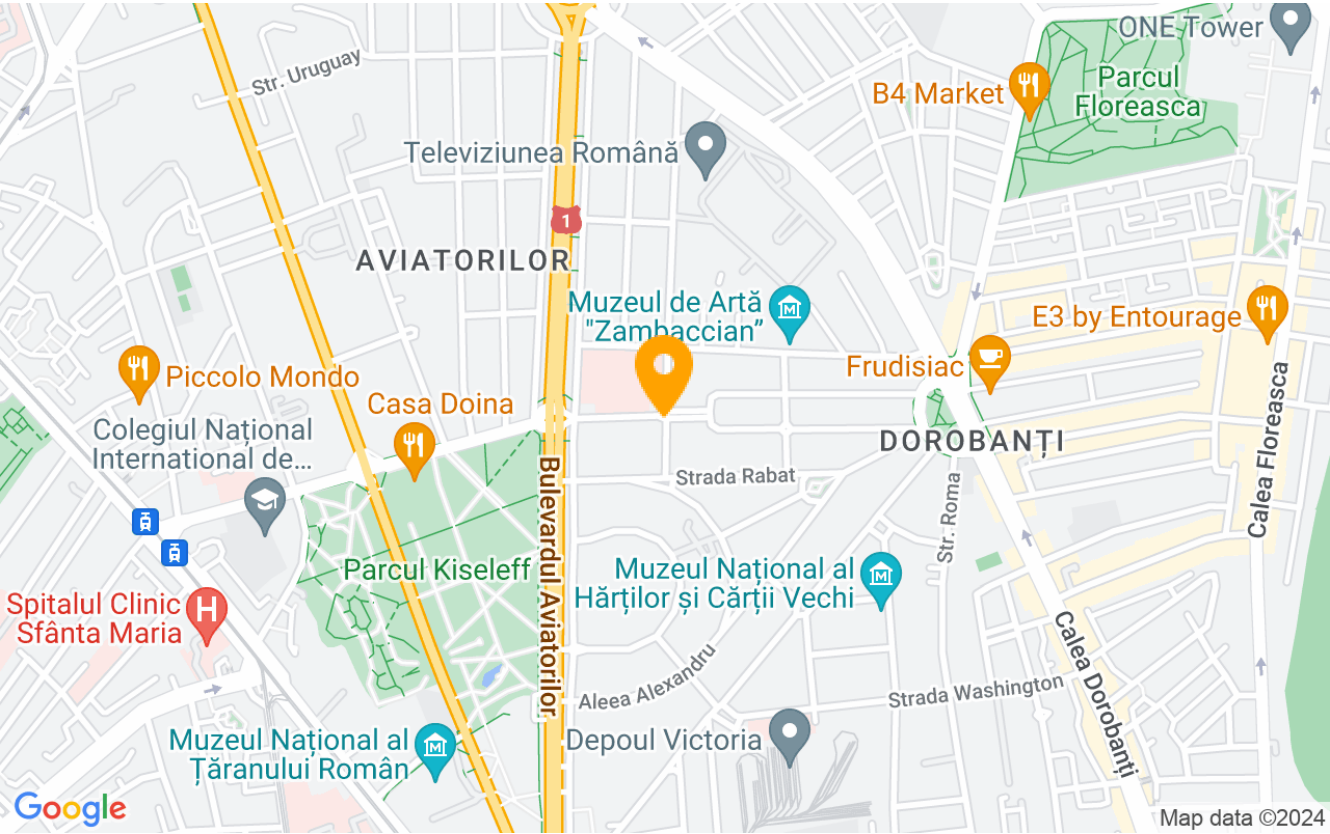 ONE Tower
Str. Uruguay
B4 Market
Parcul
Floreasca
Televiziunea Română
1
AVIATORILOR
Muzeul de Artă
"Zambaccian”
E3 by Entourage
Frudisiac
Piccolo Mondo
Casa Doina
Colegiul Național
International de...
DOROBANȚI
Calea Floreasca
Strada Rabat
Str. Roma
Bulevardul Aviatorilor
Parcul Kiseleff
Muzeul Național al
Hărților și Cărții Vechi
Spitalul Clinic
Sfânta Maria
H
Calea Dorobanți
Aleea Alexandru
Strada Washington
Muzeul Național al
Țăranului Român
Depoul Victoria
Google
Map data ©2024